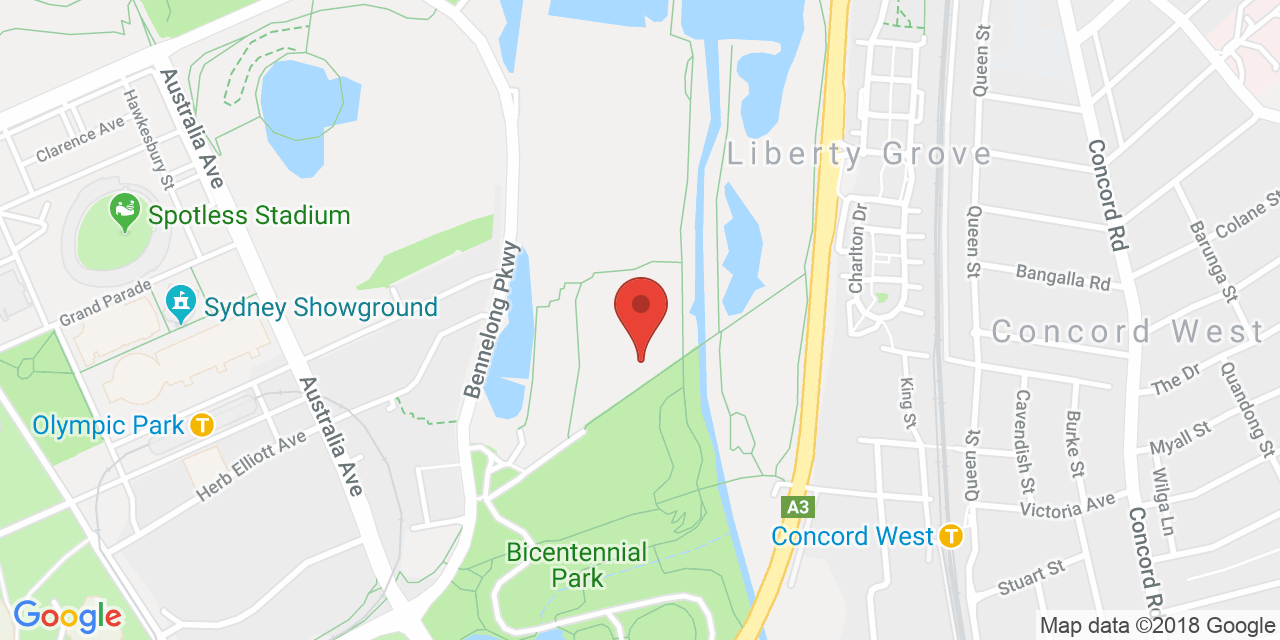 Queen St
Clarence Ave
Hawkesbury St
Australia Ave
Liberty Grove
Concord Rd
Spotless Stadium
Charlton Dr
Queen St
Colane St
Barunga St
Bennelong Pkwy
Bangalla Rd
Grand Parade
Sydney Showground
Concord West
The Dr
Quandong St
Australia Ave
King St
Cavendish St
Burke St
Myall St
Olympic Park
T
Herb Elliott Ave
Queen St
Wilga Ln
A3
Victoria Ave
Concord West
T
Concord Rd
Bicentennial
Park
Stuart St
Google
Map data ©2018 Google